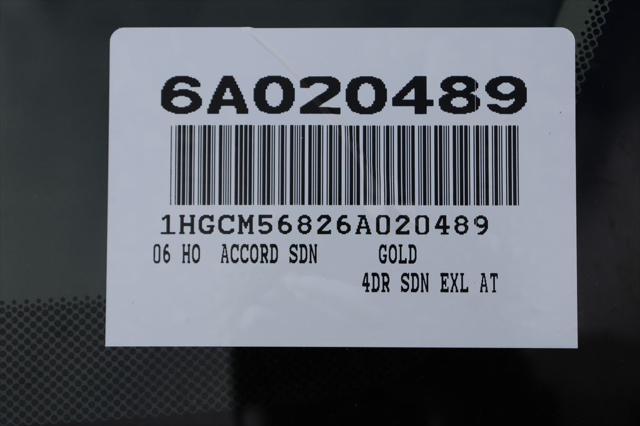 6A020489
1HGCM56826A020489
06 HO ACCORD SDN GOLD
4DR SDN EXL AT